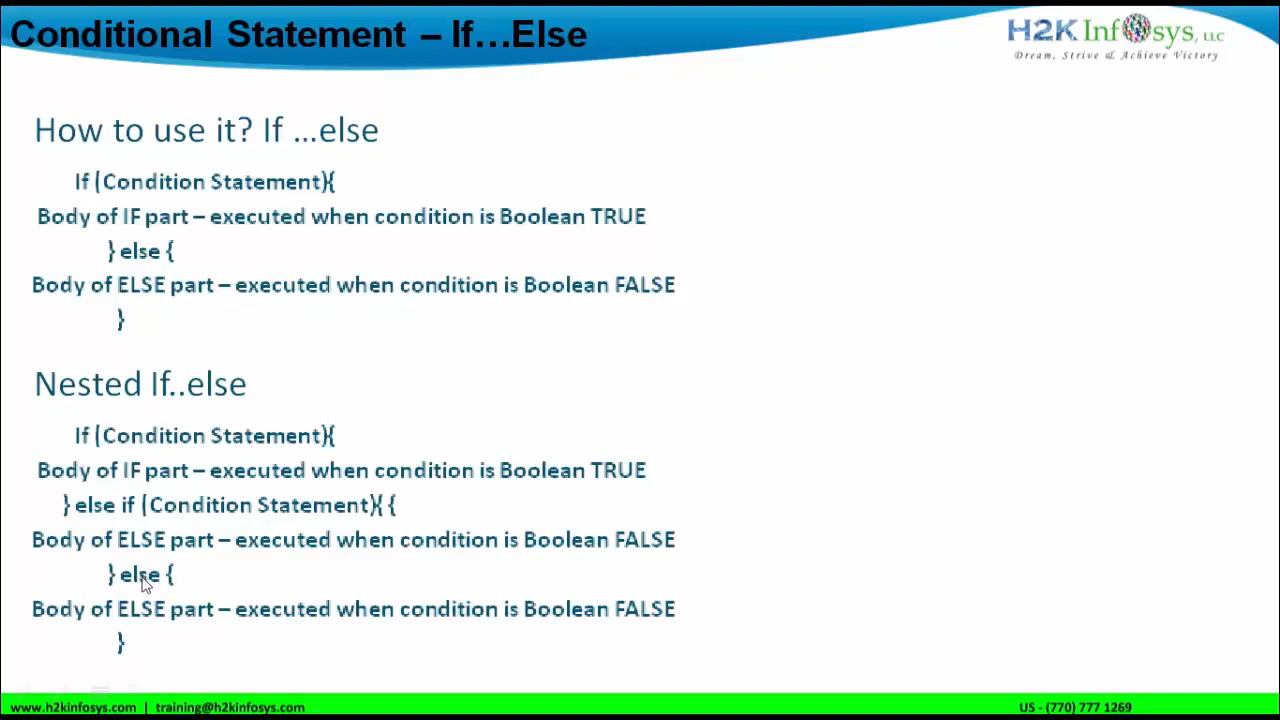 Conditional Statement – If...Else
H2K Infosys, LLC
Dream, Strive & Achieve Victory
How to use it? If ...else
If (Condition Statement){
Body of IF part – executed when condition is Boolean TRUE
} else {
Body of ELSE part – executed when condition is Boolean FALSE
}
Nested If..else
If (Condition Statement){
Body of IF part – executed when condition is Boolean TRUE
} else if (Condition Statement){ {
Body of ELSE part – executed when condition is Boolean FALSE
} else {
Body of ELSE part – executed when condition is Boolean FALSE
}
www.h2kinfosys.com | training@h2kinfosys.com
US - (770) 777 1269